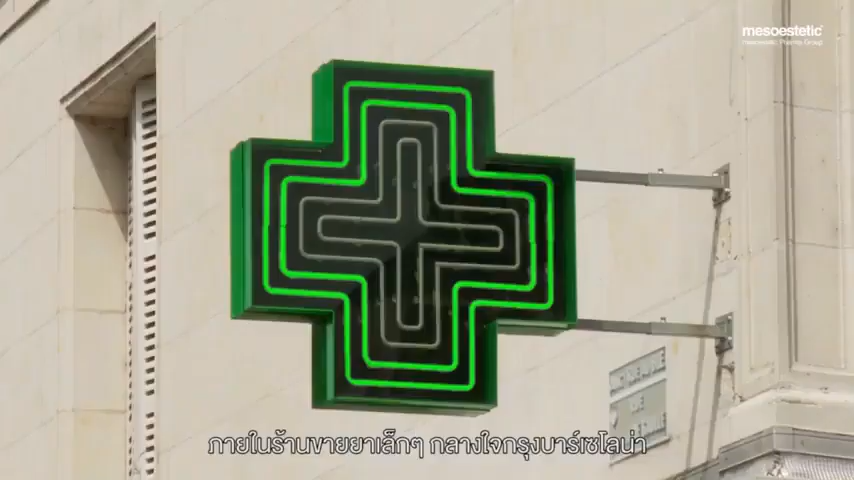 mesoestetic
mesoestetic Pharma Group
ภายในร้านขายยาเล็กๆ กลางใจกรุงบาร์เซโลน่า